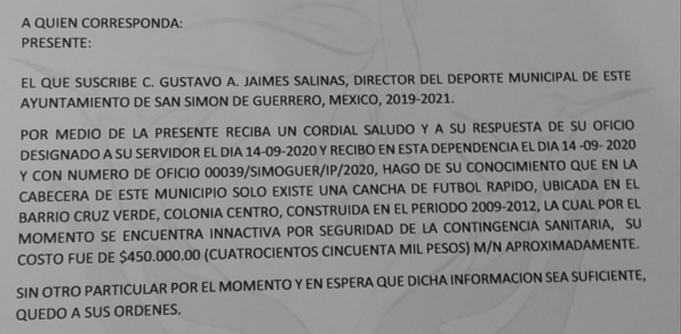 A QUIEN CORRESPONDA:
PRESENTE:
EL QUE SUSCRIBE C. GUSTAVO A. JAIMES SALINAS, DIRECTOR DEL DEPORTE MUNICIPAL DE ESTE
AYUNTAMIENTO DE SAN SIMON DE GUERRERO, MEXICO, 2019-2021.
POR MEDIO DE LA PRESENTE RECIBA UN CORDIAL SALUDO Y A SU RESPUESTA DE SU OFICIO
DESIGNADO A SU SERVIDOR EL DIA 14-09-2020 Y RECIBO EN ESTA DEPENDENCIA EL DIA 14 -09- 2020
Y CON NUMERO DE OFICIO 00039/SIMOGUER/IP/2020, HAGO DE SU CONOCIMIENTO QUE EN LA
CABECERA DE ESTE MUNICIPIO SOLO EXISTE UNA CANCHA DE FUTBOL RAPIDO, UBICADA EN EL
BARRIO CRUZ VERDE, COLONIA CENTRO, CONSTRUIDA EN EL PERIODO 2009-2012, LA CUAL POR EL
MOMENTO SE ENCUENTRA INNACTIVA POR SEGURIDAD DE LA CONTINGENCIA SANITARIA, SU
COSTO FUE DE $450.000.00 (CUATROCIENTOS CINCUENTA MIL PESOS) M/N APROXIMADAMENTE.
SIN OTRO PARTICULAR POR EL MOMENTO Y EN ESPERA QUE DICHA INFORMACION SEA SUFICIENTE,
QUEDO A SUS ORDENES.